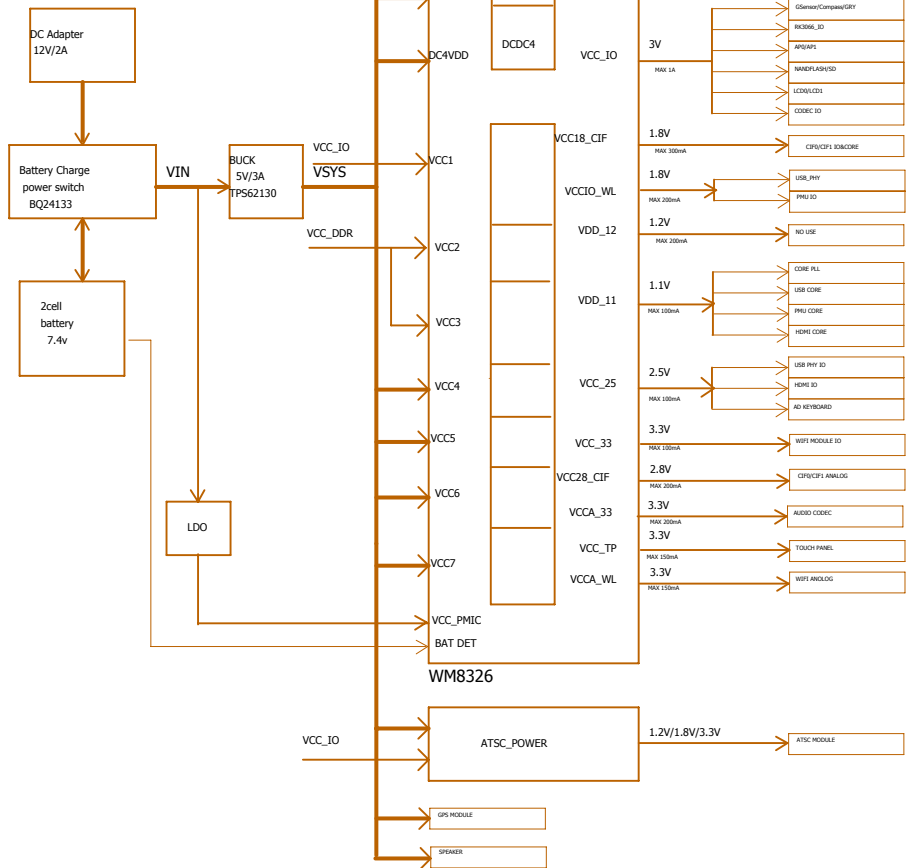 DC Adapter
12V/2A
Battery Charge
power switch
BQ24133
2cell
battery
7.4v
VIN
BUCK
5V/3A
TPS62130
VCC_IO
VSYS
VCC_DDR
LDO
DC4VDD
VCC1
VCC2
VCC3
VCC4
VCC5
VCC6
VCC7
VCC_PMIC
BAT DET
DCDC4
VCC_IO
VCC18_CIF
VCCIO_WL
VDD_12
VDD_11
VCC_25
VCC_33
VCC28_CIF
VCCA_33
VCC_TP
VCCA_WL
WM8326
3V
MAX 1A
GSensor/Compass/GRY
RK3066_IO
AP0/AP1
NANDFLASH/SD
LCD0/LCD1
CODEC IO
1.8V
MAX 300mA
CIF0/CIF1 IO&CORE
1.8V
MAX 200mA
USB_PHY
PMU IO
1.2V
MAX 200mA
NO USE
1.1V
MAX 100mA
CORE PLL
USB CORE
PMU CORE
HDMI CORE
2.5V
MAX 100mA
USB PHY IO
HDMI IO
AD KEYBOARD
3.3V
MAX 100mA
WIFI MODULE IO
2.8V
MAX 200mA
CIF0/CIF1 ANALOG
3.3V
MAX 200mA
AUDIO CODEC
3.3V
MAX 150mA
TOUCH PANEL
3.3V
MAX 150mA
WIFI ANOLOG
VCC_IO
ATSC_POWER
1.2V/1.8V/3.3V
ATSC MODULE
GPS MODULE
SPEAKER